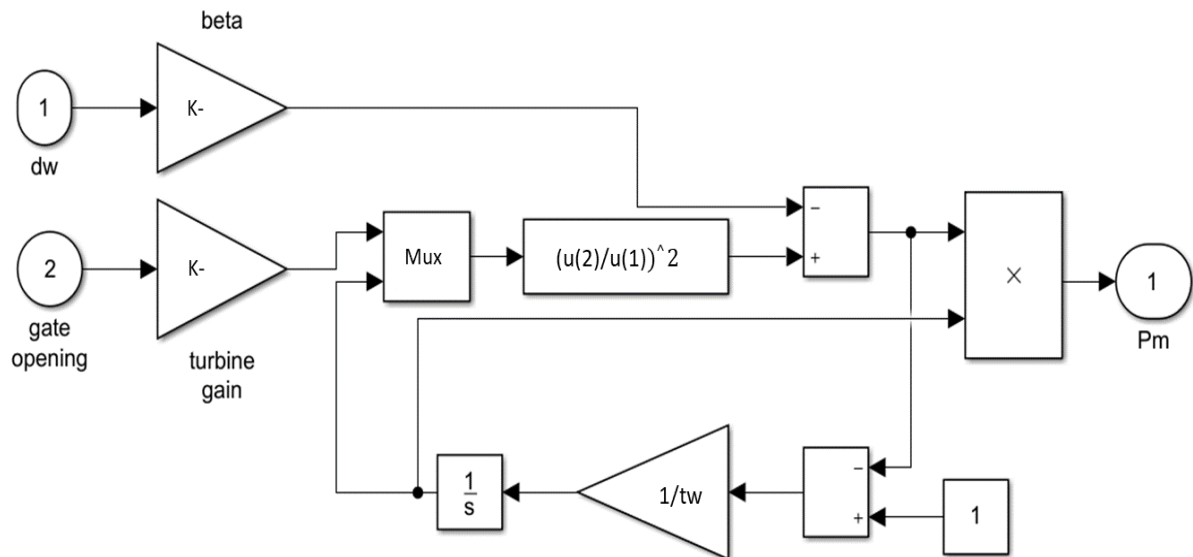 beta
1
K-
dw
2
K-
gate
opening
turbine
gain
Mux
(u(2)/u(1))^2
−
+
×
1
Pm
1
s
1/tw
−
+
1